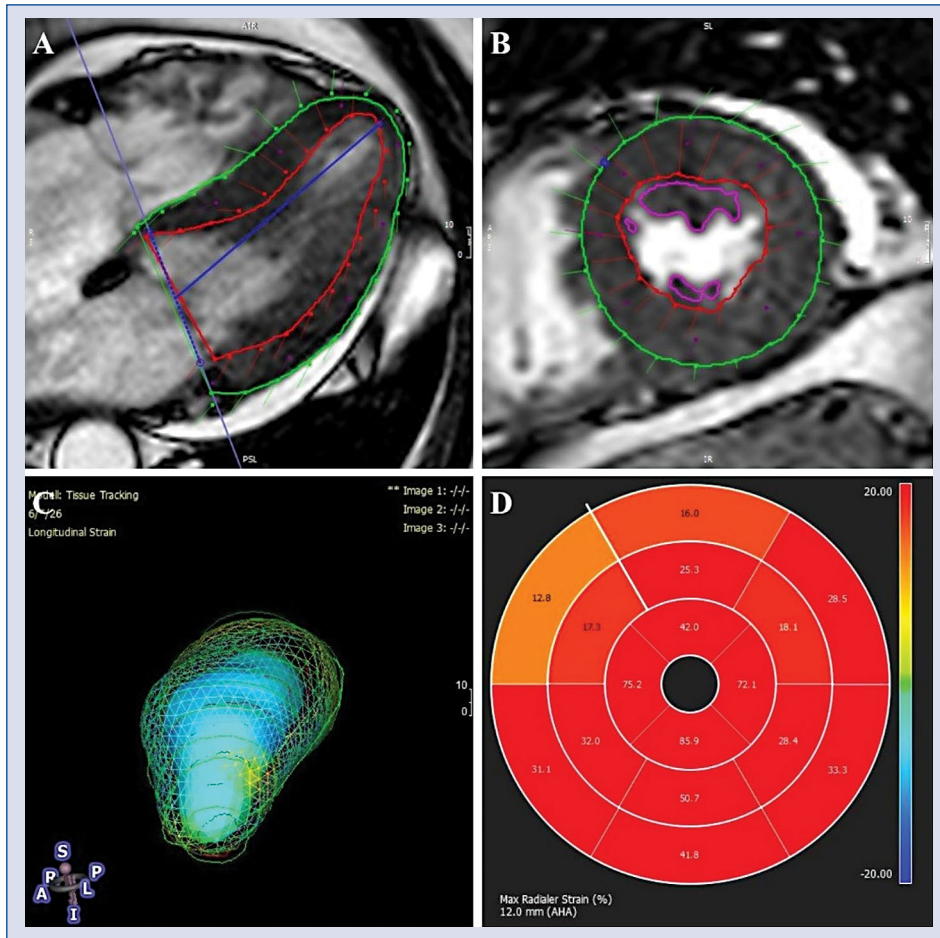 A
AIR
10
0
PSL
B
SL
10
0
IR
C
Modell: Tissue Tracking
6/-/26
Longitudinal Strain
** Image 1: -/-/-
Image 2: -/-/-
Image 3: -/-/-
10
0
S
R
P
A
L
I
D
20.00
16.0
12.8
25.3
28.5
17.3
42.0
18.1
75.2
72.1
32.0
85.9
28.4
31.1
50.7
33.3
41.8
-20.00
Max Radialer Strain (%)
12.0 mm (AHA)